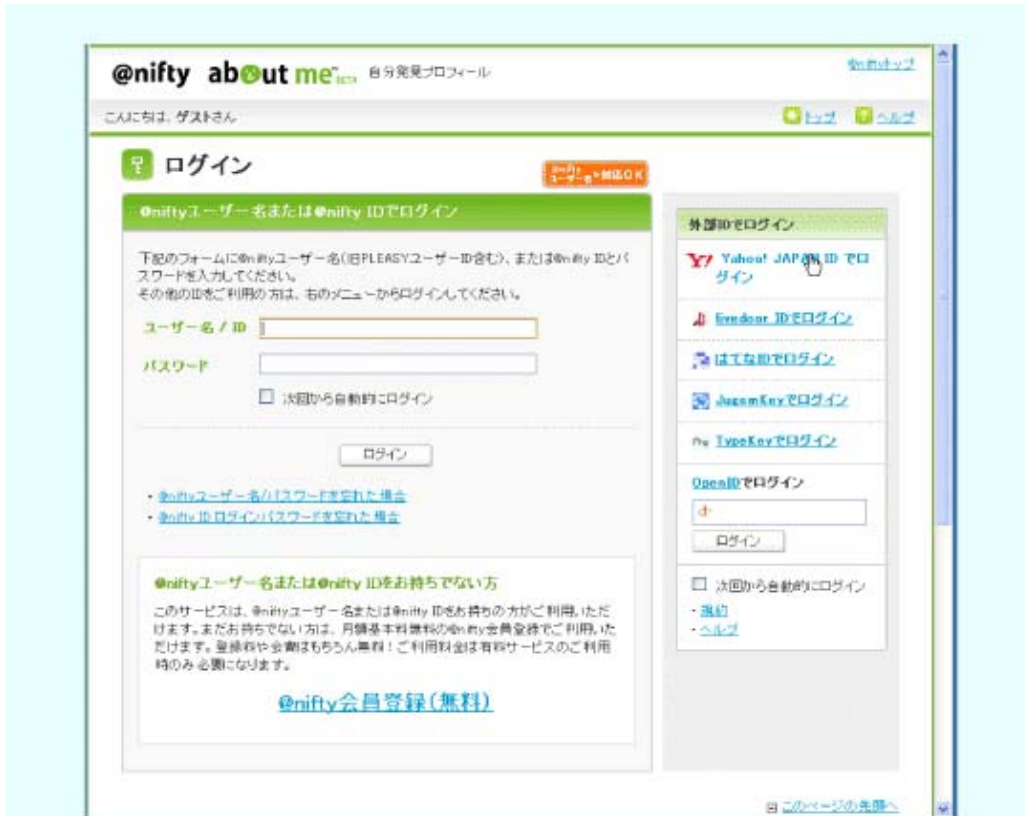 @nifty about me BETA 自分発見プロフィール
@niftyトップ
こんにちは、ゲストさん
トップ ヘルプ
ログイン
@nifty
ユーザー名 対応OK
@niftyユーザー名または@nifty IDでログイン
下記のフォームに@niftyユーザー名(旧PLEASYユーザーID含む)、または@nifty IDとパ
スワードを入力してください。
その他のIDをご利用の方は、右のメニューからログインしてください。
ユーザー名 / ID
パスワード
次回から自動的にログイン
ログイン
・@niftyユーザー名/パスワードを忘れた場合
・@nifty ID ログインパスワードを忘れた場合
@niftyユーザー名または@nifty IDをお持ちでない方
このサービスは、@niftyユーザー名または@nifty IDをお持ちの方がご利用いただ
けます。まだお持ちでない方は、月額基本料無料の@nifty会員登録でご利用いた
だけます。登録料や会費はもちろん無料!ご利用料金は有料サービスのご利用
時のみ必要になります。
@nifty会員登録(無料)
外部IDでログイン
Y! Yahoo! JAPAN ID でロ
グイン
livedoor IDでログイン
はてなIDでログイン
JugemKeyでログイン
TypeKeyでログイン
OpenIDでログイン
ログイン
次回から自動的にログイン
・規約
・ヘルプ
このページの先頭へ